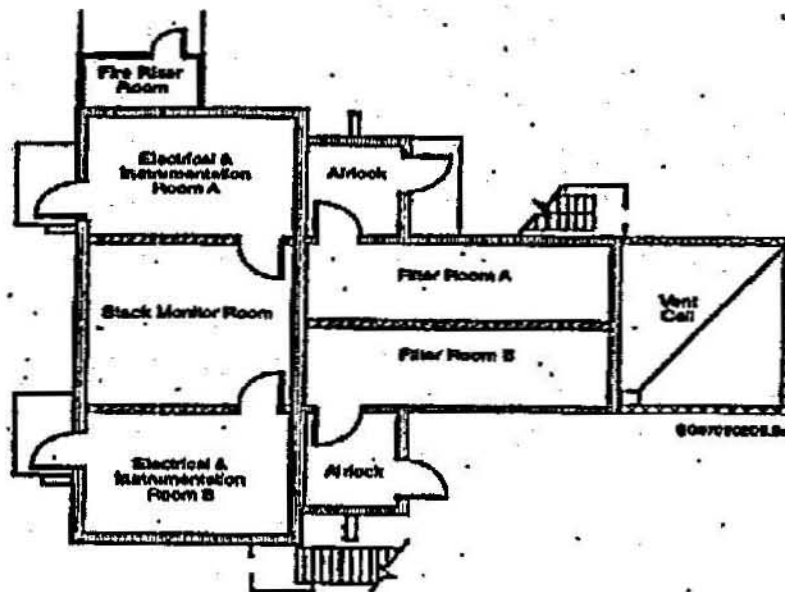 Fire Riser
Room
Electrical &
Instrumentation
Room A
Airlock
Filter Room A
Stack Monitor Room
Vent
Cell
Filter Room B
Electrical &
Instrumentation
Room B
Airlock